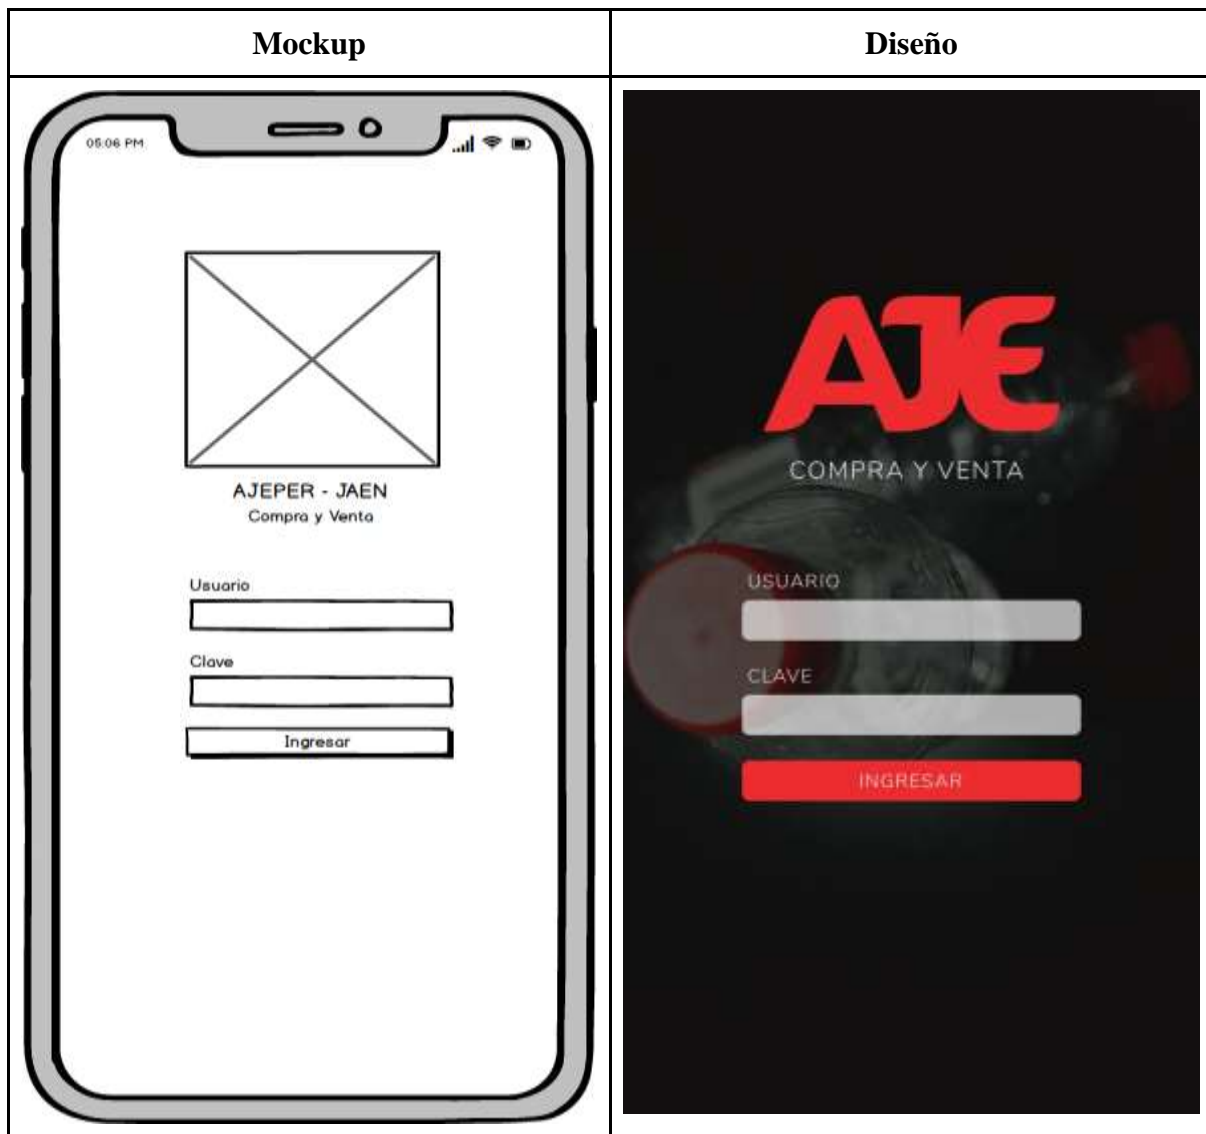 Mockup
Diseño
05:06 PM
AJEPER - JAEN
Compra y Venta
Usuario
Clave
Ingresar
AJE
COMPRA Y VENTA
USUARIO
CLAVE
INGRESAR